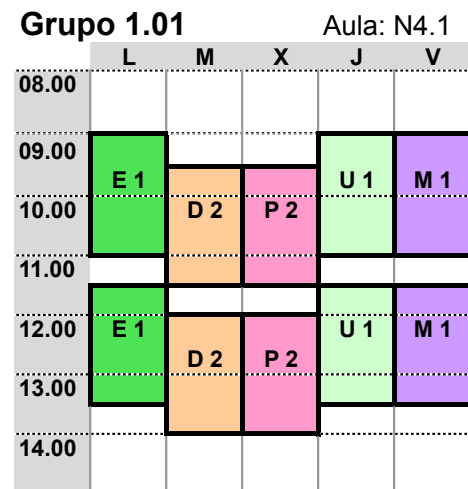 Grupo 1.01 Aula: N4.1
L M X J V
08.00
09.00
E 1 U 1 M 1
10.00 D 2 P 2
11.00
12.00 E 1 U 1 M 1
D 2 P 2
13.00
14.00